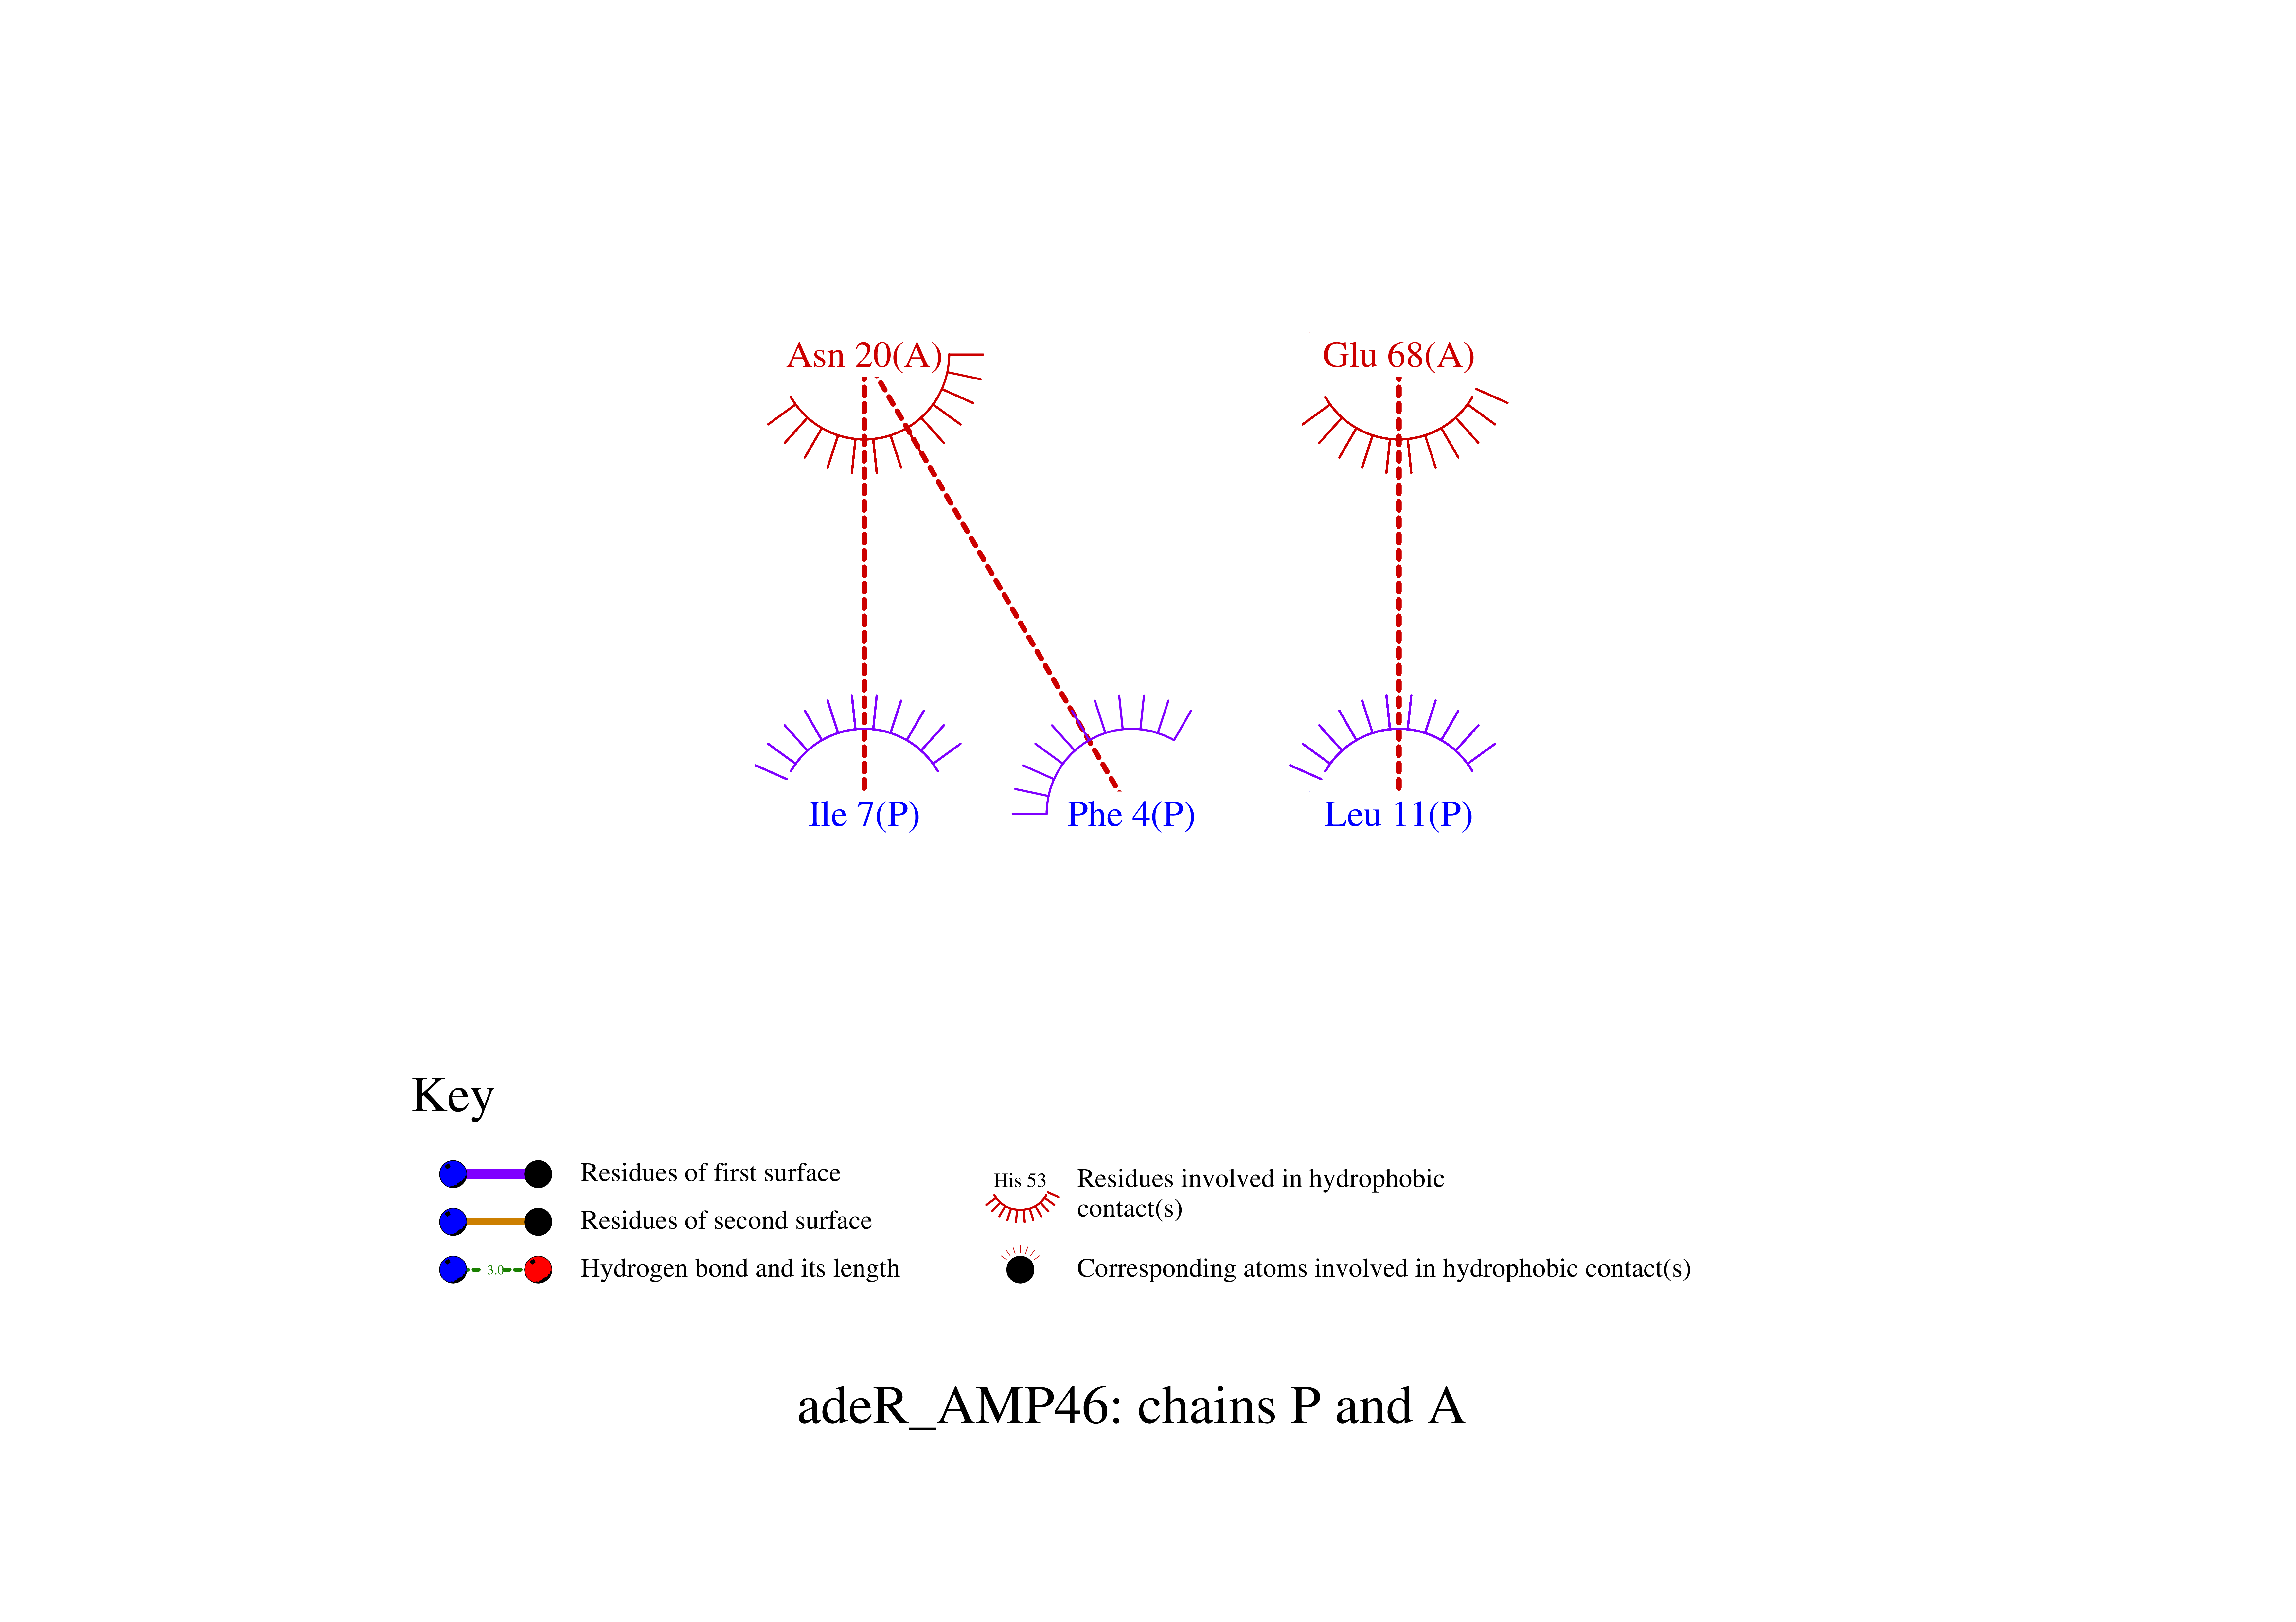 Asn 20(A)
Glu 68(A)
Ile 7(P)
Phe 4(P)
Leu 11(P)
Key
Residues of first surface
Residues of second surface
3.0
Hydrogen bond and its length
His 53
Residues involved in hydrophobic
contact(s)
Corresponding atoms involved in hydrophobic contact(s)
adeR_AMP46: chains P and A